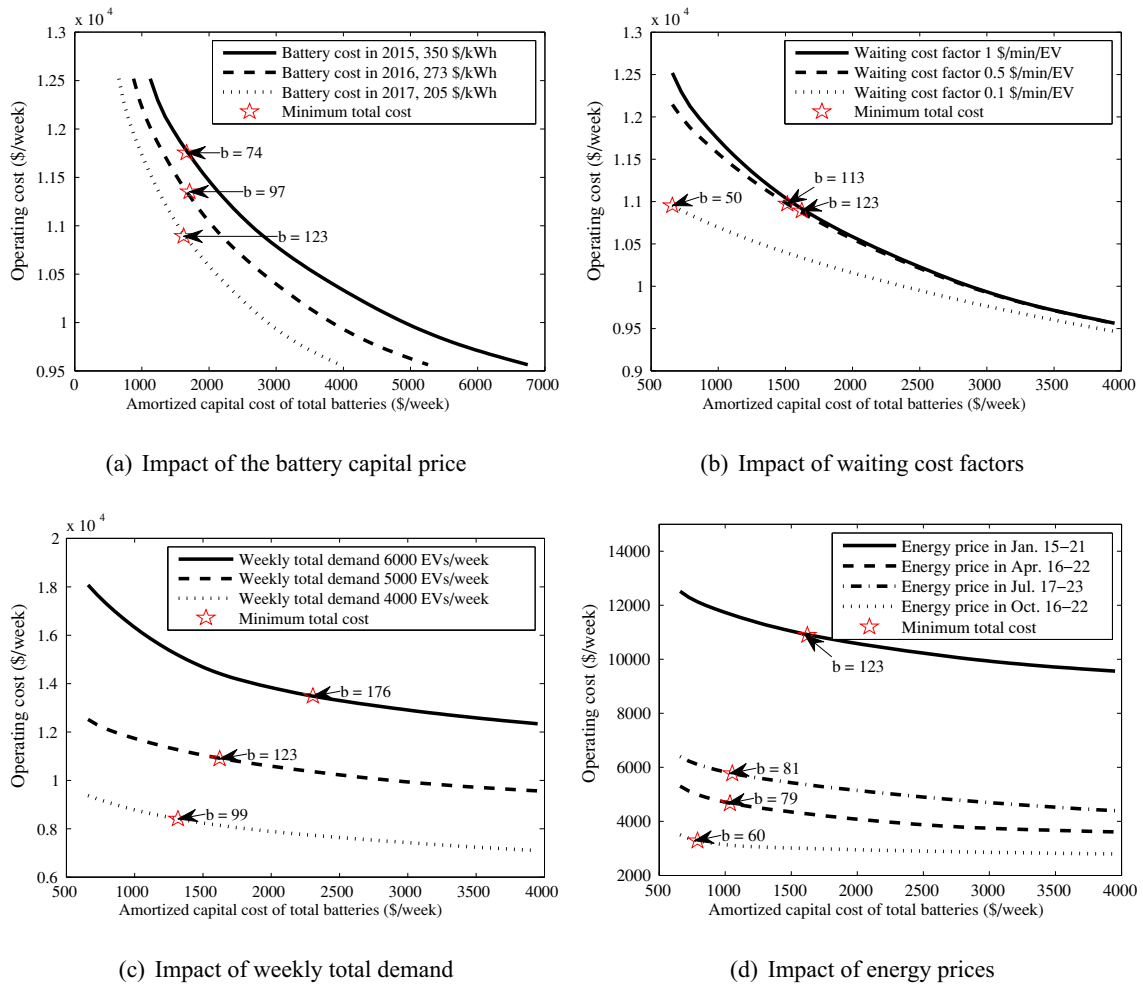 x 10 4
1.3
1.25
1.2
1.15
1.1
1.05
1
0.95
0 1000 2000 3000 4000 5000 6000 7000
Operating cost ($/week)
Amortized capital cost of total batteries ($/week)
Battery cost in 2015, 350 $/kWh
Battery cost in 2016, 273 $/kWh
Battery cost in 2017, 205 $/kWh
Minimum total cost
b = 74
b = 97
b = 123
(a) Impact of the battery capital price
x 10 4
1.3
1.25
1.2
1.15
1.1
1.05
1
0.95
0.9
500 1000 1500 2000 2500 3000 3500 4000
Operating cost ($/week)
Amortized capital cost of total batteries ($/week)
Waiting cost factor 1 $/min/EV
Waiting cost factor 0.5 $/min/EV
Waiting cost factor 0.1 $/min/EV
Minimum total cost
b = 113
b = 50
b = 123
(b) Impact of waiting cost factors
x 10 4
2
1.8
1.6
1.4
1.2
1
0.8
0.6
500 1000 1500 2000 2500 3000 3500 4000
Operating cost ($/week)
Amortized capital cost of total batteries ($/week)
Weekly total demand 6000 EVs/week
Weekly total demand 5000 EVs/week
Weekly total demand 4000 EVs/week
Minimum total cost
b = 176
b = 123
b = 99
(c) Impact of weekly total demand
14000
12000
10000
8000
6000
4000
2000
500 1000 1500 2000 2500 3000 3500 4000
Operating cost ($/week)
Amortized capital cost of total batteries ($/week)
Energy price in Jan. 15−21
Energy price in Apr. 16−22
Energy price in Jul. 17−23
Energy price in Oct. 16−22
Minimum total cost
b = 123
b = 81
b = 79
b = 60
(d) Impact of energy prices